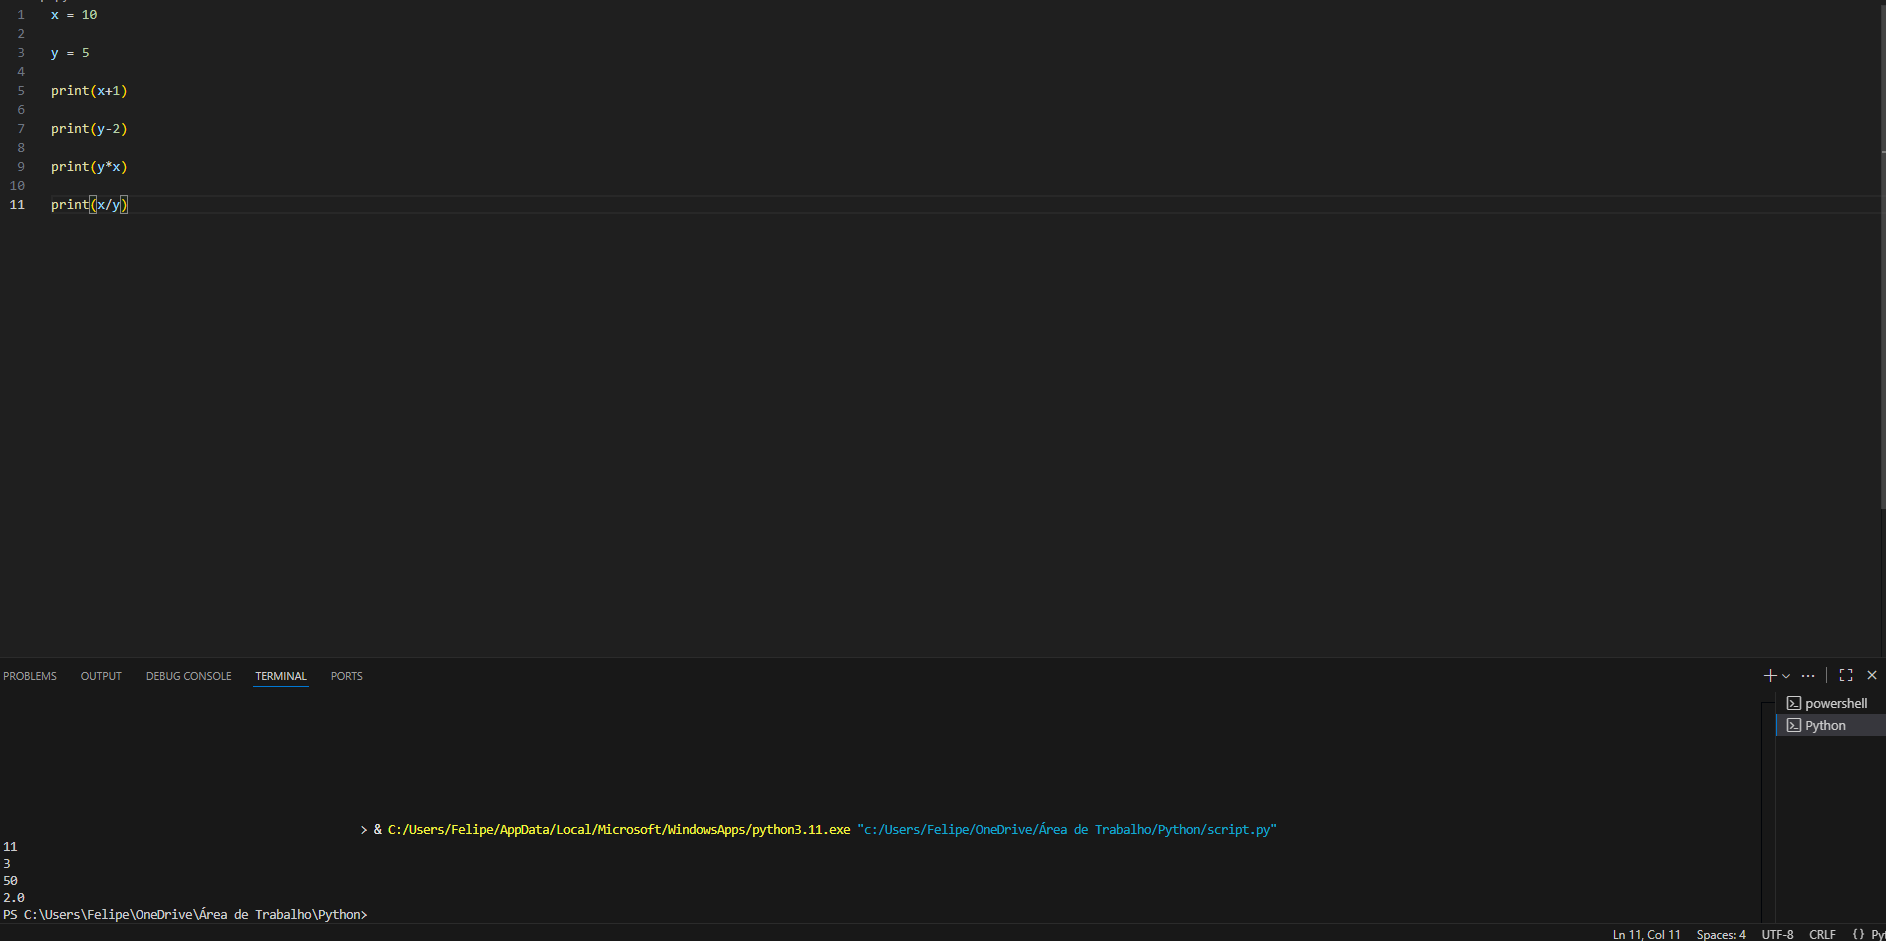 1 x = 10
2
3 y = 5
4
5 print(x+1)
6
7 print(y-2)
8
9 print(y*x)
10
11 print(x/y)
PROBLEMS OUTPUT DEBUG CONSOLE TERMINAL PORTS
powershell
Python
> & C:/Users/Felipe/AppData/Local/Microsoft/WindowsApps/python3.11.exe "c:/Users/Felipe/OneDrive/Área de Trabalho/Python/script.py"
11
3
50
2.0
PS C:\Users\Felipe\OneDrive\Área de Trabalho\Python>
Ln 11, Col 11 Spaces: 4 UTF-8 CRLF {} Py